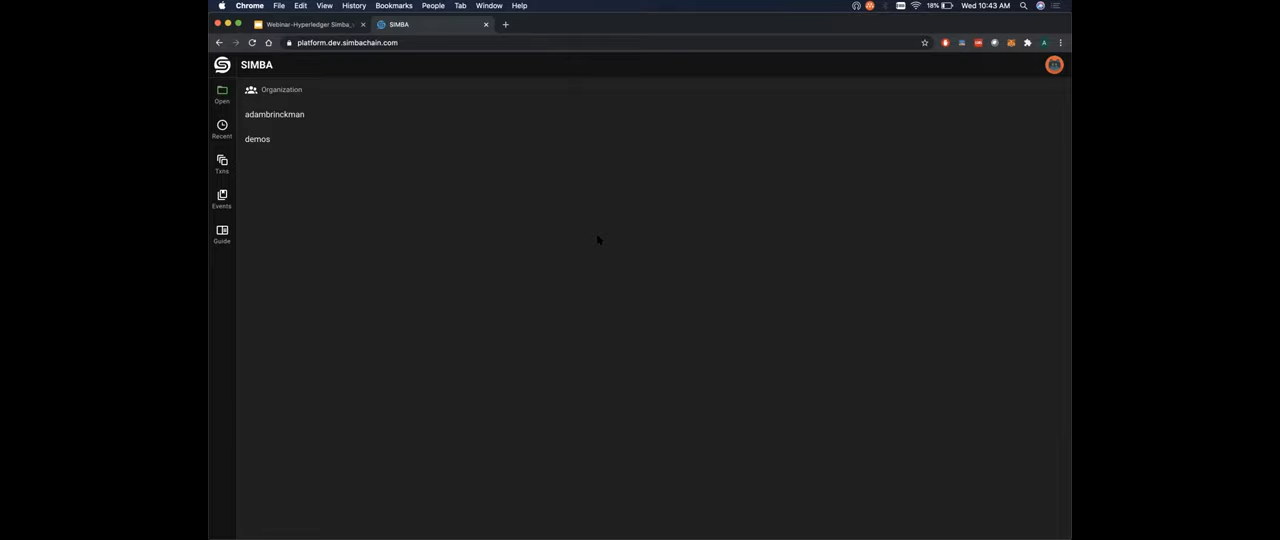 Chrome File Edit View History Bookmarks People Tab Window Help 18% Wed 10:43 AM
Webinar-Hyperledger Simba_ SIMBA
platform.dev.simbachain.com A
SIMBA
Open
Recent
Txns
Events
Guide
Organization
adambrinckman
demos